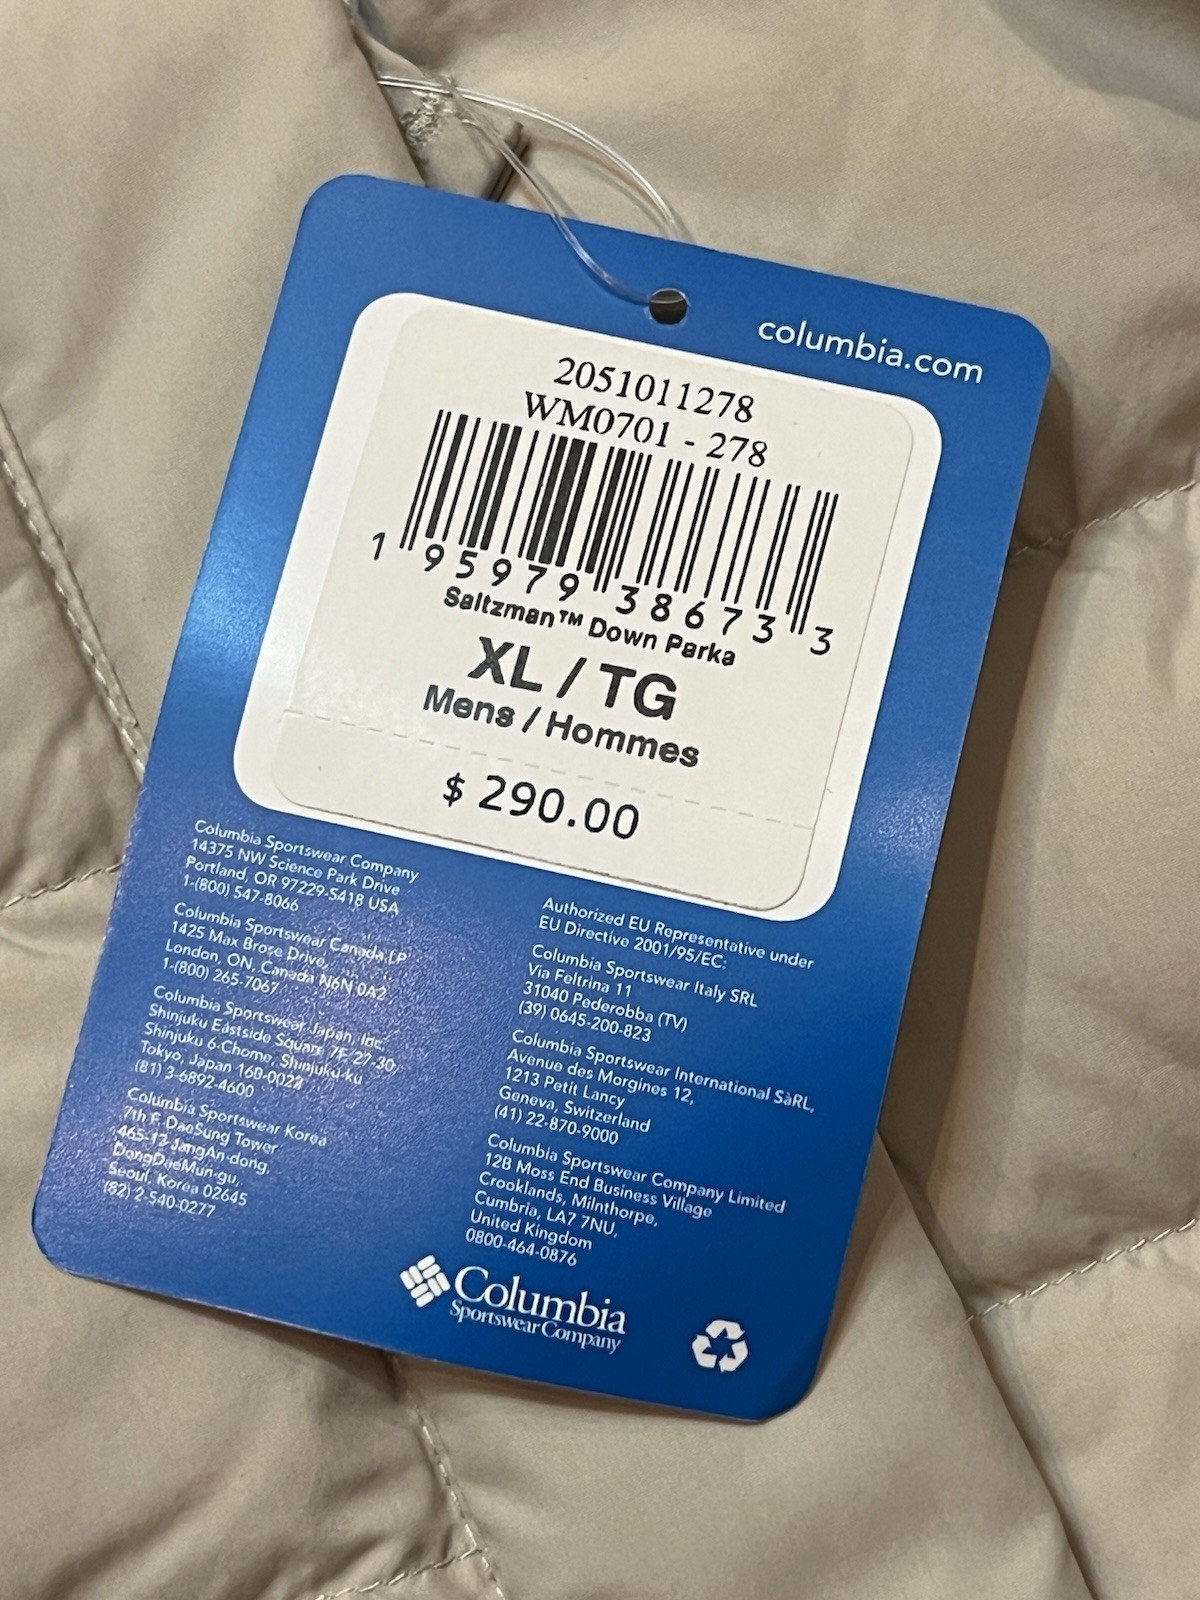 columbia.com
2051011278
WM0701 - 278
1 95979 38673 3
Saltzman™ Down Parka
XL / TG
Mens / Hommes
$ 290.00
Columbia Sportswear Company
14375 NW Science Park Drive
Portland, OR 97229-5418 USA
1-(800) 547-8066
Columbia Sportswear Canada LP
1425 Max Brose Drive,
London, ON, Canada N6N 0A2
1-(800) 265-7067
Columbia Sportswear Japan, Inc.
Shinjuku Eastside Square 7F 27-30,
Shinjuku 6-Chome, Shinjuku-ku
Tokyo, Japan 160-0022
(81) 3-6892-4600
Columbia Sportswear Korea
7th F. DaeSung Tower
465-13 JangAn-dong,
DongDaeMun-gu,
Seoul, Korea 02645
(82) 2-540-0277
Authorized EU Representative under
EU Directive 2001/95/EC:
Columbia Sportswear Italy SRL
Via Feltrina 11
31040 Pederobba (TV)
(39) 0645-200-823
Columbia Sportswear International SàRL,
Avenue des Morgines 12,
1213 Petit Lancy
Geneva, Switzerland
(41) 22-870-9000
Columbia Sportswear Company Limited
12B Moss End Business Village
Crooklands, Milnthorpe,
Cumbria, LA7 7NU,
United Kingdom
0800-464-0876
Columbia
Sportswear Company